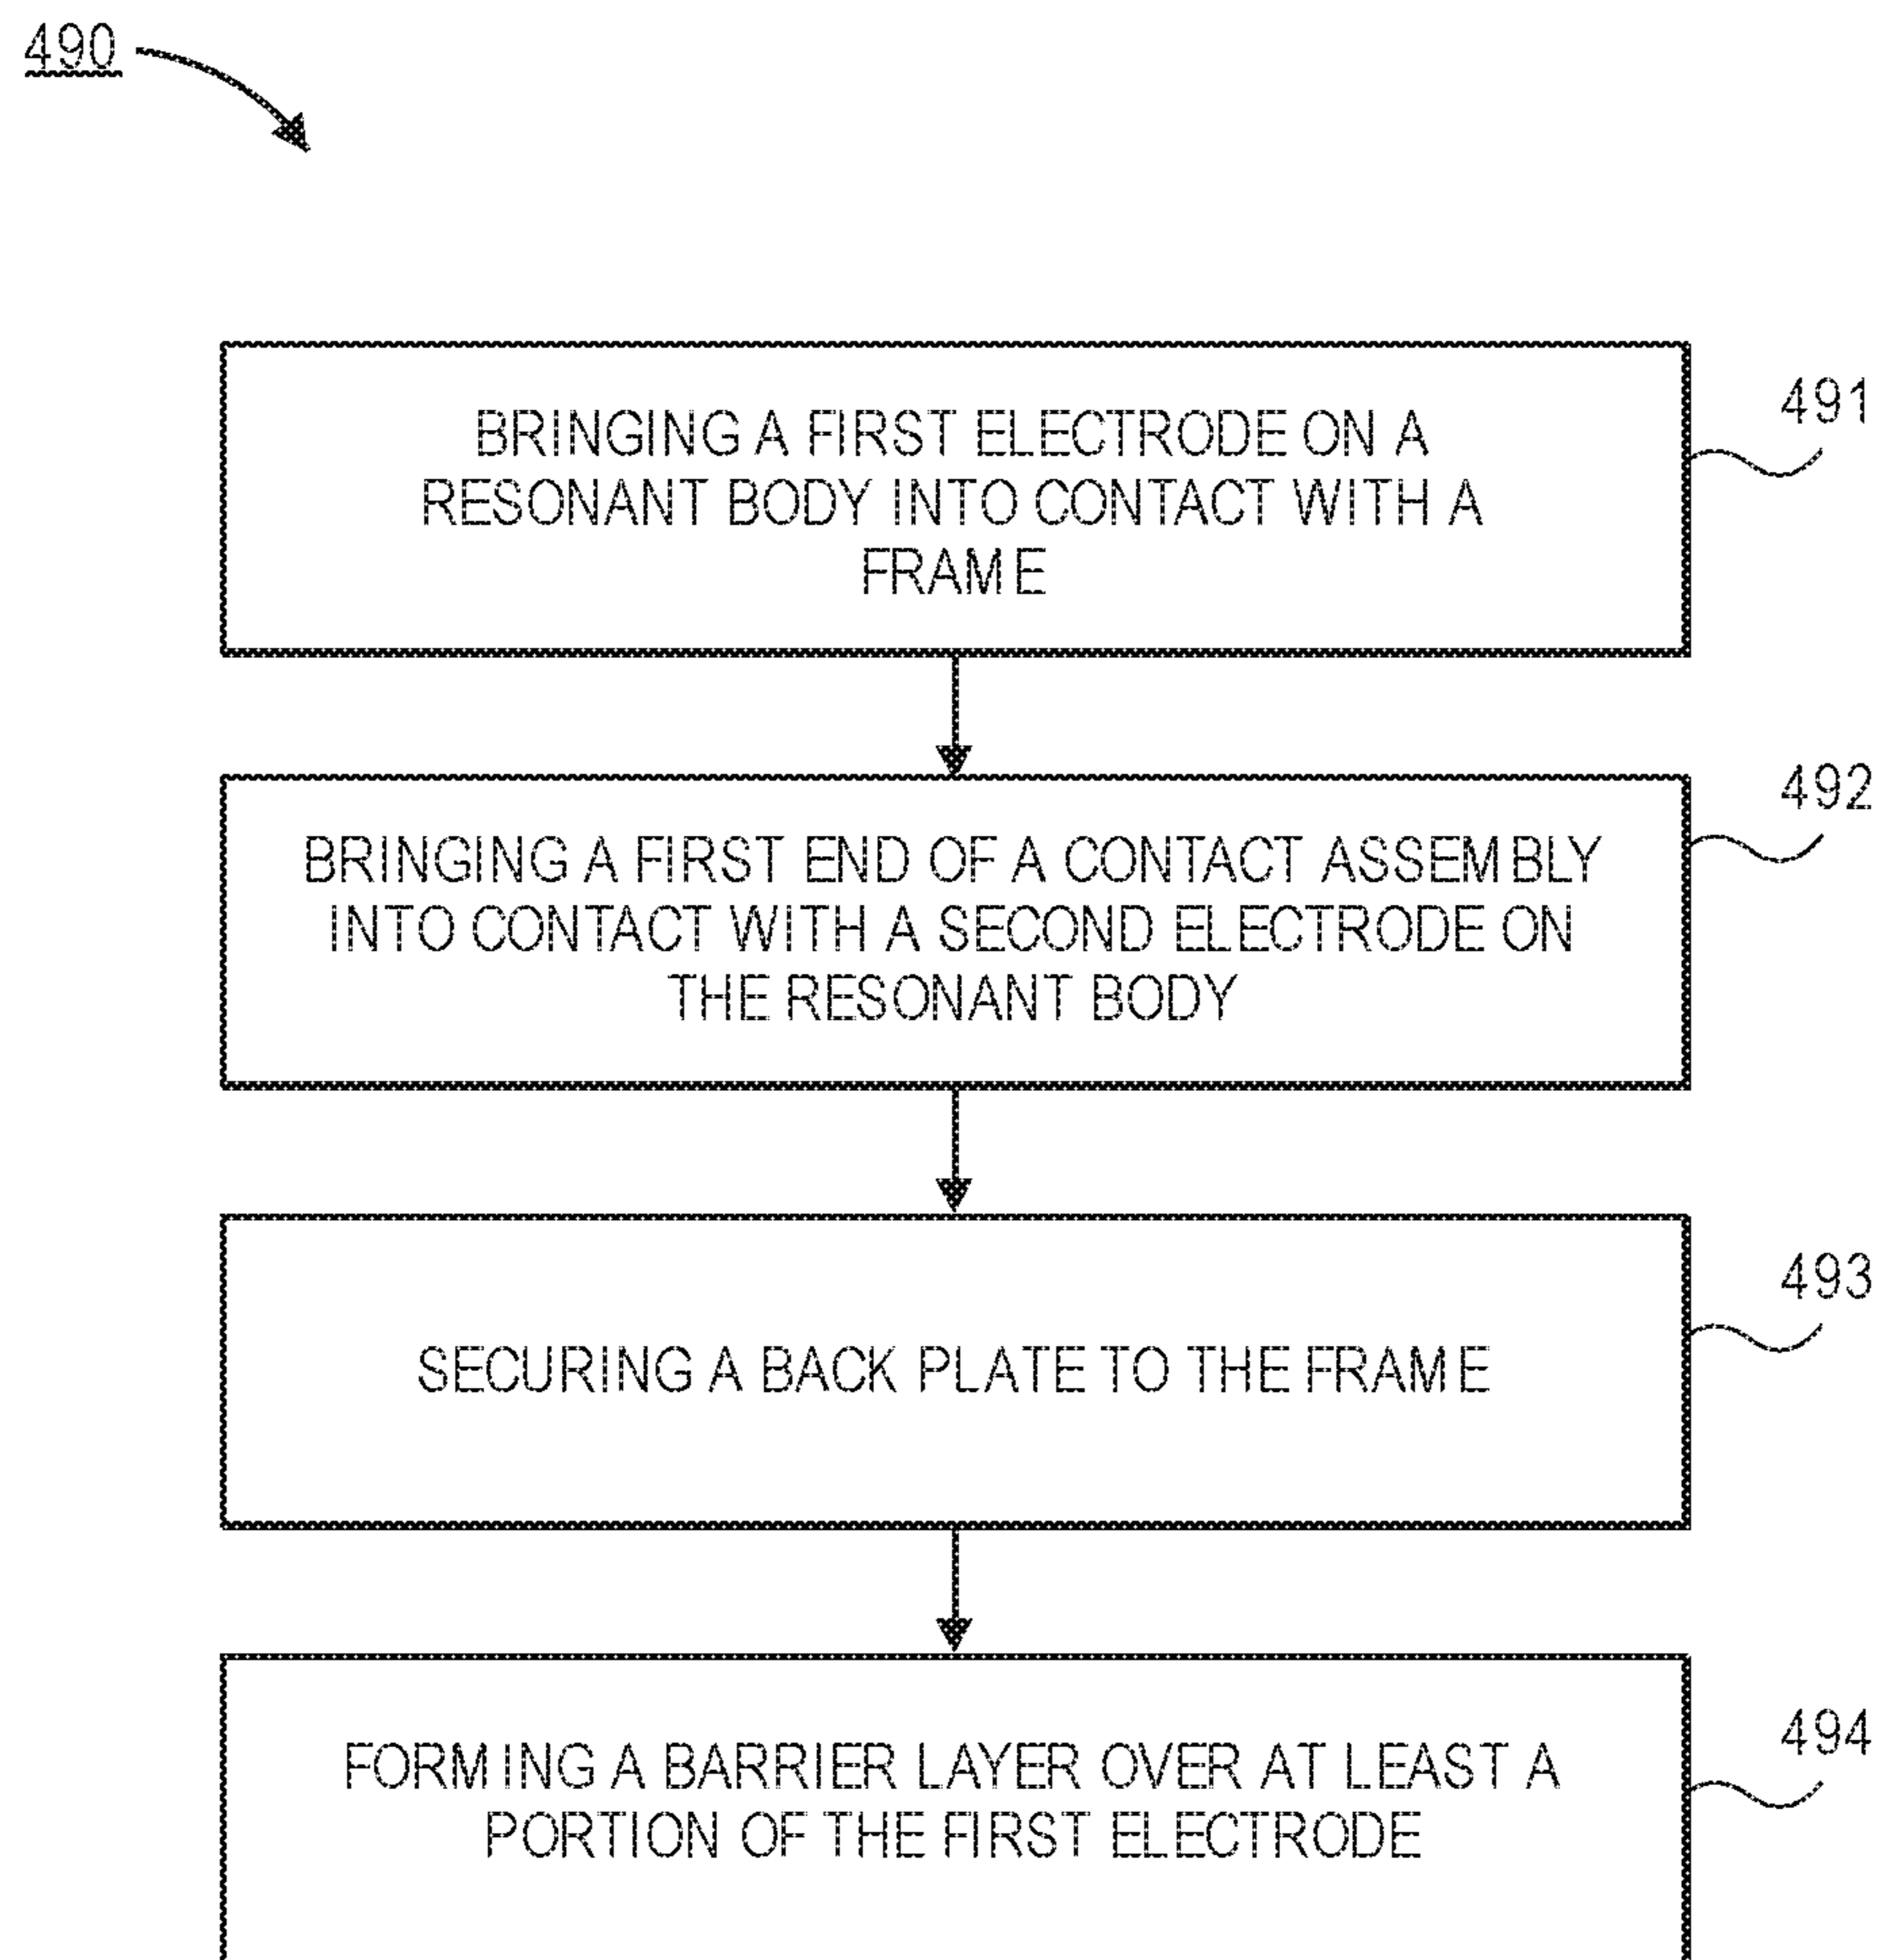 490
BRINGING A FIRST ELECTRODE ON A
RESONANT BODY INTO CONTACT WITH A
FRAME
491
BRINGING A FIRST END OF A CONTACT ASSEMBLY
INTO CONTACT WITH A SECOND ELECTRODE ON
THE RESONANT BODY
492
SECURING A BACK PLATE TO THE FRAME
493
FORMING A BARRIER LAYER OVER AT LEAST A
PORTION OF THE FIRST ELECTRODE
494